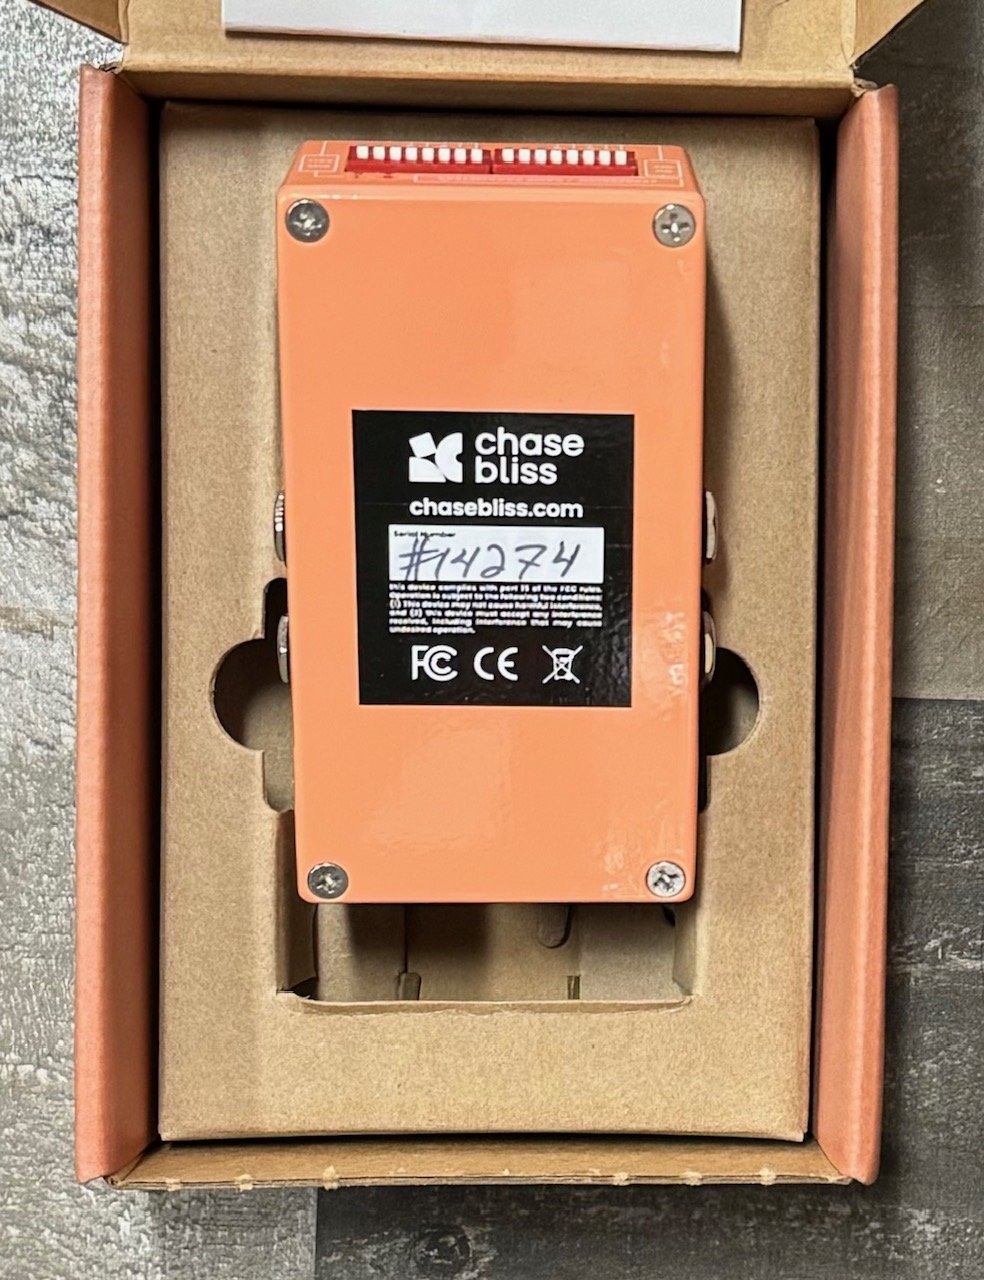 chase
bliss
chasebliss.com
Serial Number
#14274
this device complies with part 15 of the FCC rules.
Operation is subject to the following two conditions:
(1) This device may not cause harmful interference,
and (2) this device must accept any interference
received, including interference that may cause
undesired operation.
FC CE